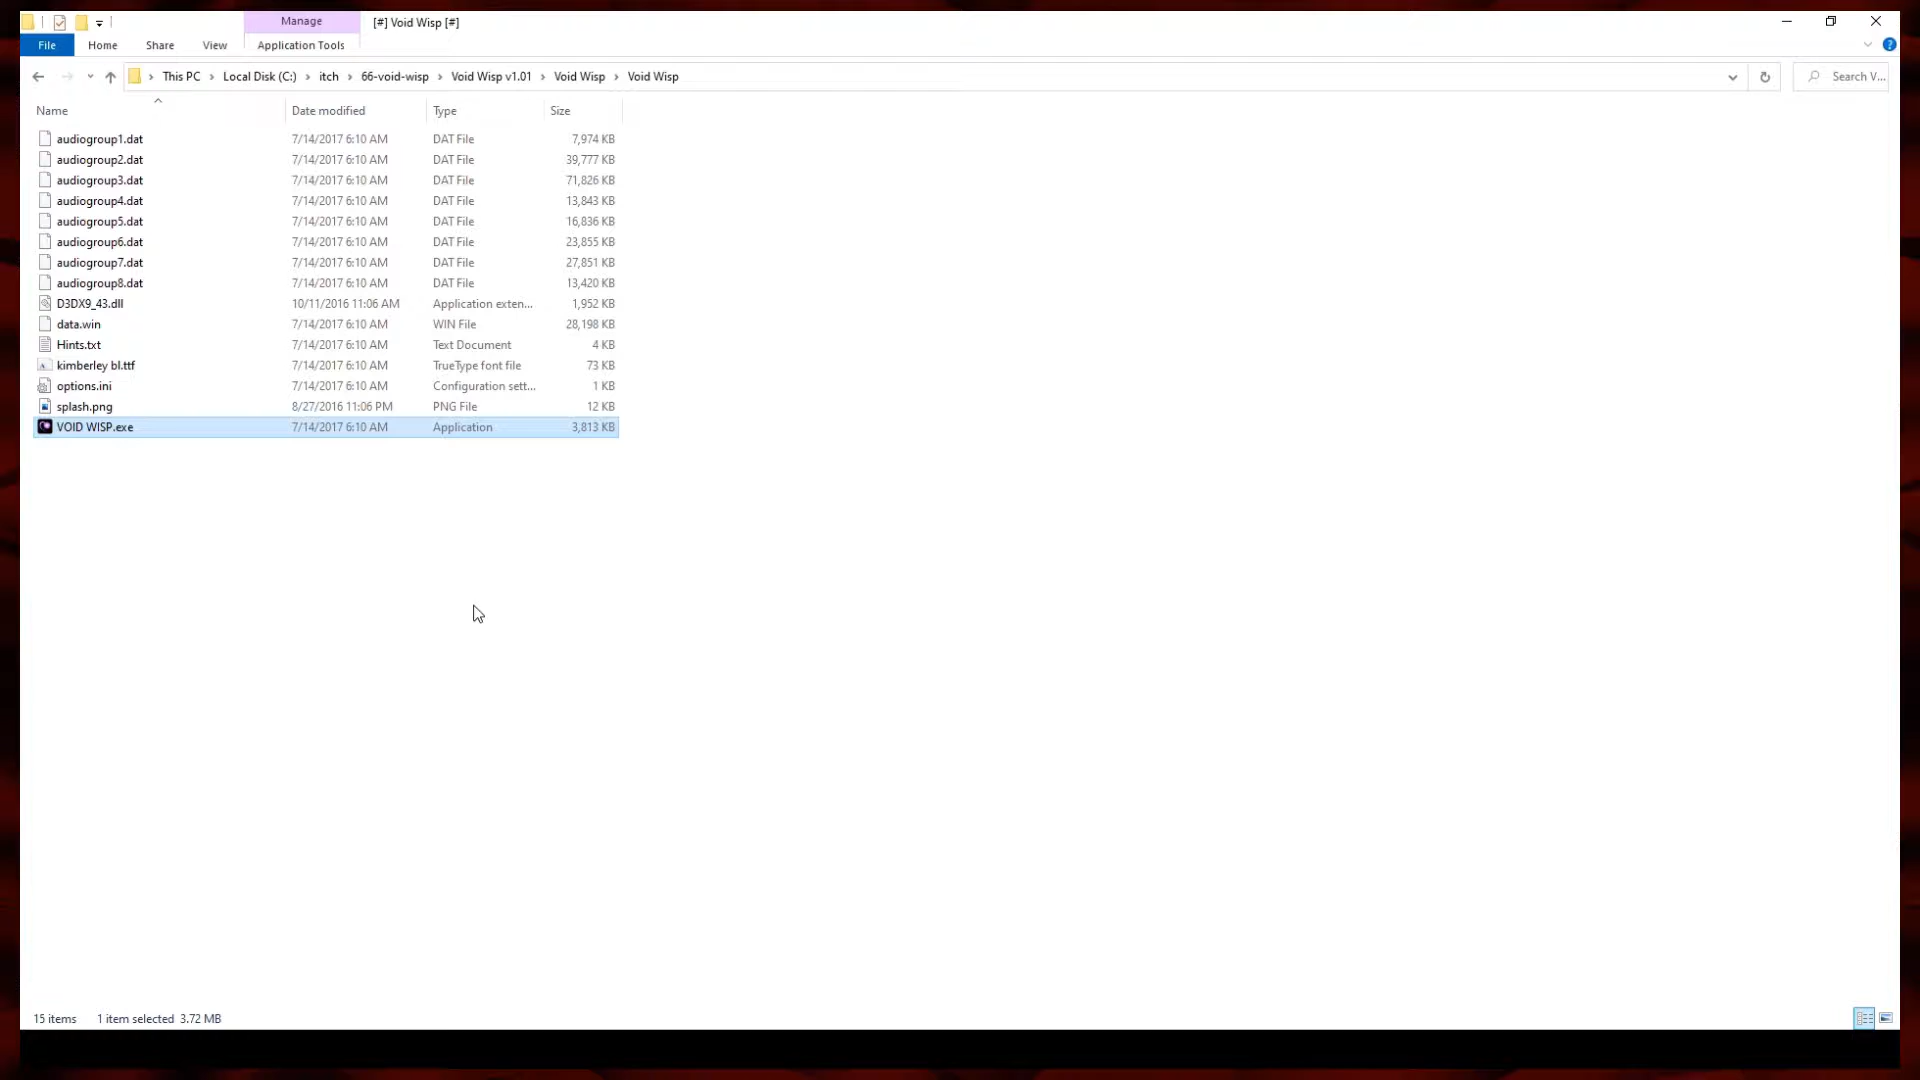 Manage
[#] Void Wisp [#]
File
Home
Share
View
Application Tools
This PC > Local Disk (C:) > itch > 66-void-wisp > Void Wisp v1.01 > Void Wisp > Void Wisp
Search V...
Name
Date modified
Type
Size
audiogroup1.dat 7/14/2017 6:10 AM DAT File 7,974 KB
audiogroup2.dat 7/14/2017 6:10 AM DAT File 39,777 KB
audiogroup3.dat 7/14/2017 6:10 AM DAT File 71,826 KB
audiogroup4.dat 7/14/2017 6:10 AM DAT File 13,843 KB
audiogroup5.dat 7/14/2017 6:10 AM DAT File 16,836 KB
audiogroup6.dat 7/14/2017 6:10 AM DAT File 23,855 KB
audiogroup7.dat 7/14/2017 6:10 AM DAT File 27,851 KB
audiogroup8.dat 7/14/2017 6:10 AM DAT File 13,420 KB
D3DX9_43.dll 10/11/2016 11:06 AM Application exten... 1,952 KB
data.win 7/14/2017 6:10 AM WIN File 28,198 KB
Hints.txt 7/14/2017 6:10 AM Text Document 4 KB
kimberley bl.ttf 7/14/2017 6:10 AM TrueType font file 73 KB
options.ini 7/14/2017 6:10 AM Configuration sett... 1 KB
splash.png 8/27/2016 11:06 PM PNG File 12 KB
VOID WISP.exe 7/14/2017 6:10 AM Application 3,813 KB
15 items 1 item selected 3.72 MB